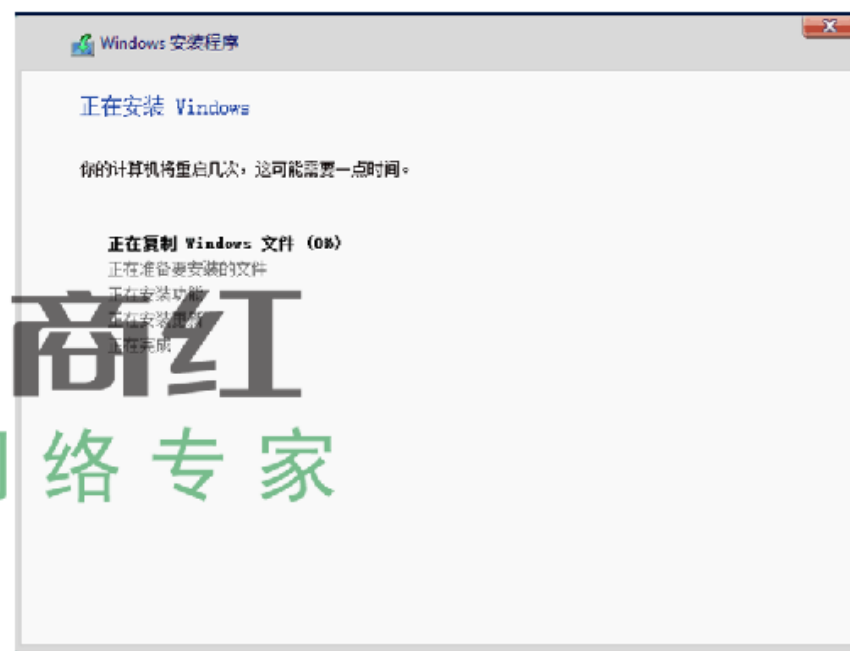 Windows 安装程序
正在安装 Windows
你的计算机将重启几次，这可能需要一点时间。
正在复制 Windows 文件 (0%)
正在准备要安装的文件
正在安装功能
正在安装更新
正在完成
商红
络专家